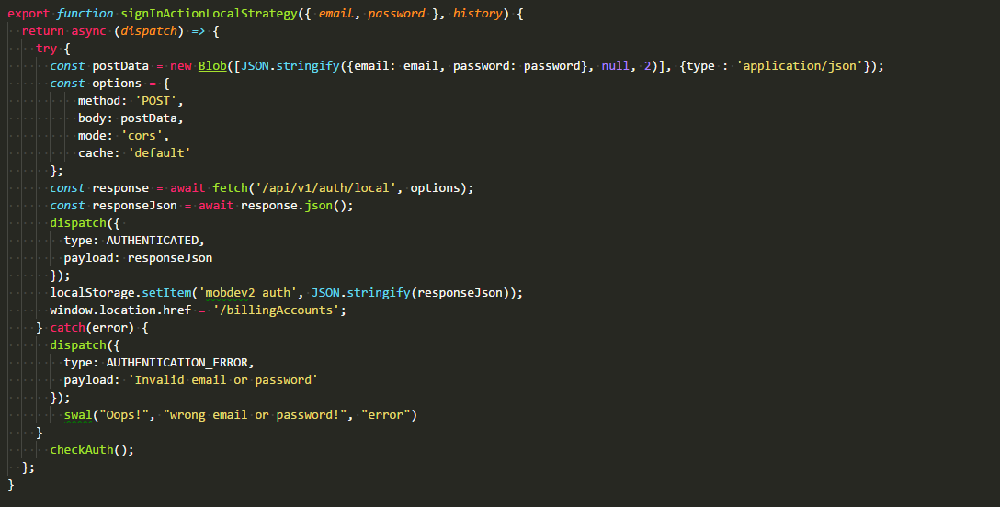 export function signInActionLocalStrategy({ email, password }, history) {
  return async (dispatch) => {
    try {
      const postData = new Blob([JSON.stringify({email: email, password: password}, null, 2)], {type : 'application/json'});
      const options = {
          method: 'POST',
          body: postData,
          mode: 'cors',
          cache: 'default'
      };
      const response = await fetch('/api/v1/auth/local', options);
      const responseJson = await response.json();
      dispatch({
        type: AUTHENTICATED,
        payload: responseJson
      });
      localStorage.setItem('mobdev2_auth', JSON.stringify(responseJson));
      window.location.href = '/billingAccounts';
    } catch(error) {
      dispatch({
        type: AUTHENTICATION_ERROR,
        payload: 'Invalid email or password'
      });
        swal("Oops!", "wrong email or password!", "error")
    }
      checkAuth();
  };
}